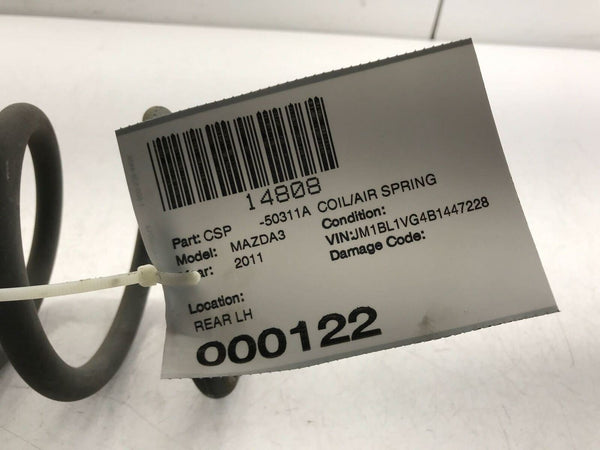 14808
Part: CSP -50311A COIL/AIR SPRING
Model: MAZDA3 Condition:
2011 VIN:JM1BL1VG4B1447228
Damage Code:
Location:
REAR LH
000122